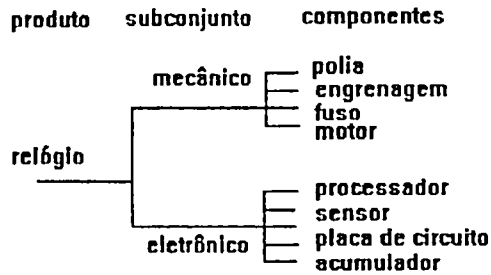 produto subconjunto componentes
mecânico
polia
engrenagem
fuso
motor
relógio
eletrônico
processador
sensor
placa de circuito
acumulador